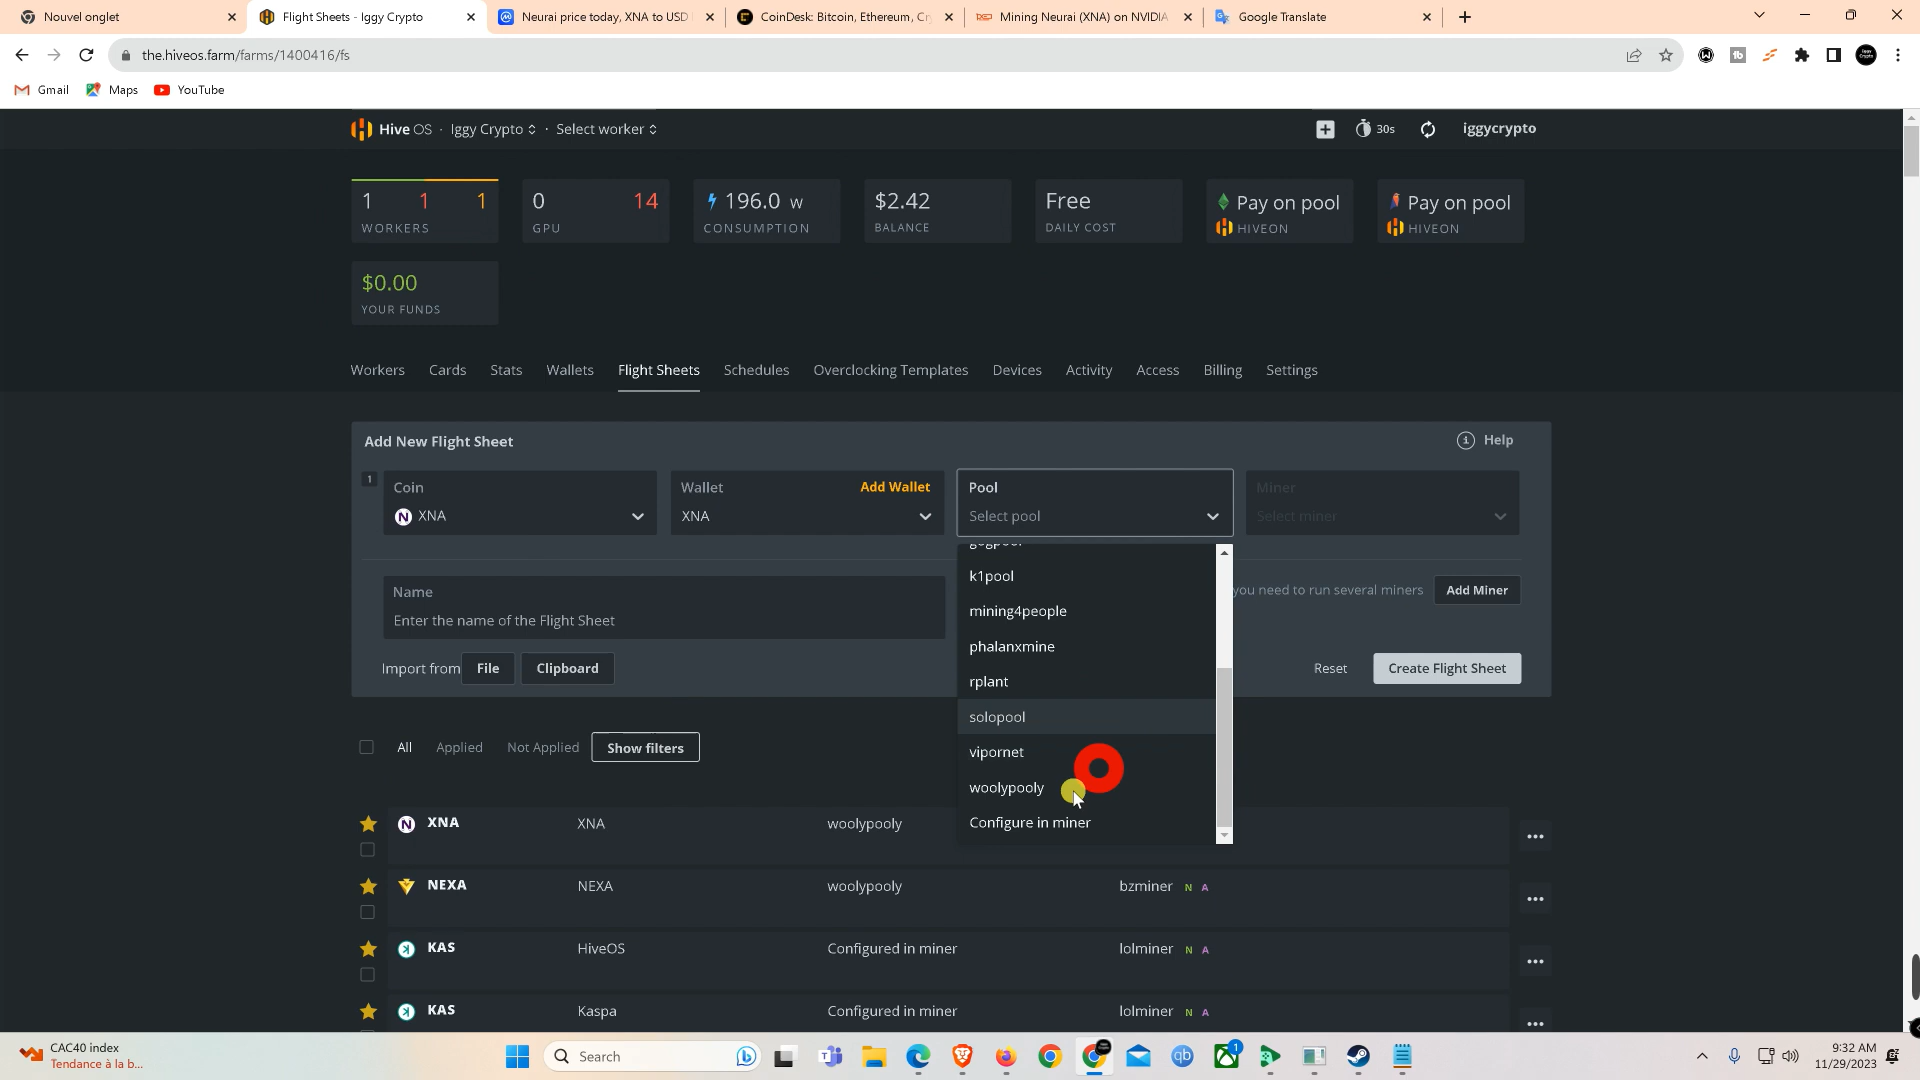 Nouvel onglet
Flight Sheets - Iggy Crypto
Neurai price today, XNA to USD
CoinDesk: Bitcoin, Ethereum, Cr
Mining Neurai (XNA) on NVIDIA
Google Translate
the.hiveos.farm/farms/1400416/fs
Gmail
Maps
YouTube
Hive OS · Iggy Crypto · Select worker
30s
iggycrypto
1 1 1
WORKERS
0 14
GPU
196.0 W
CONSUMPTION
$2.42
BALANCE
Free
DAILY COST
Pay on pool
HIVEON
Pay on pool
HIVEON
$0.00
YOUR FUNDS
Workers Cards Stats Wallets Flight Sheets Schedules Overclocking Templates Devices Activity Access Billing Settings
Add New Flight Sheet
Help
1
Coin
XNA
Wallet
Add Wallet
XNA
Pool
Select pool
Miner
Select miner
k1pool
mining4people
phalanxmine
rplant
solopool
vipornet
woolypooly
Configure in miner
Name
Enter the name of the Flight Sheet
you need to run several miners
Add Miner
Import from
File
Clipboard
Reset
Create Flight Sheet
All Applied Not Applied Show filters
XNA XNA woolypooly
NEXA NEXA woolypooly bzminer N A
KAS HiveOS Configured in miner lolminer N A
KAS Kaspa Configured in miner lolminer N A
CAC40 index
Tendance à la b...
Search
1
9:32 AM
11/29/2023